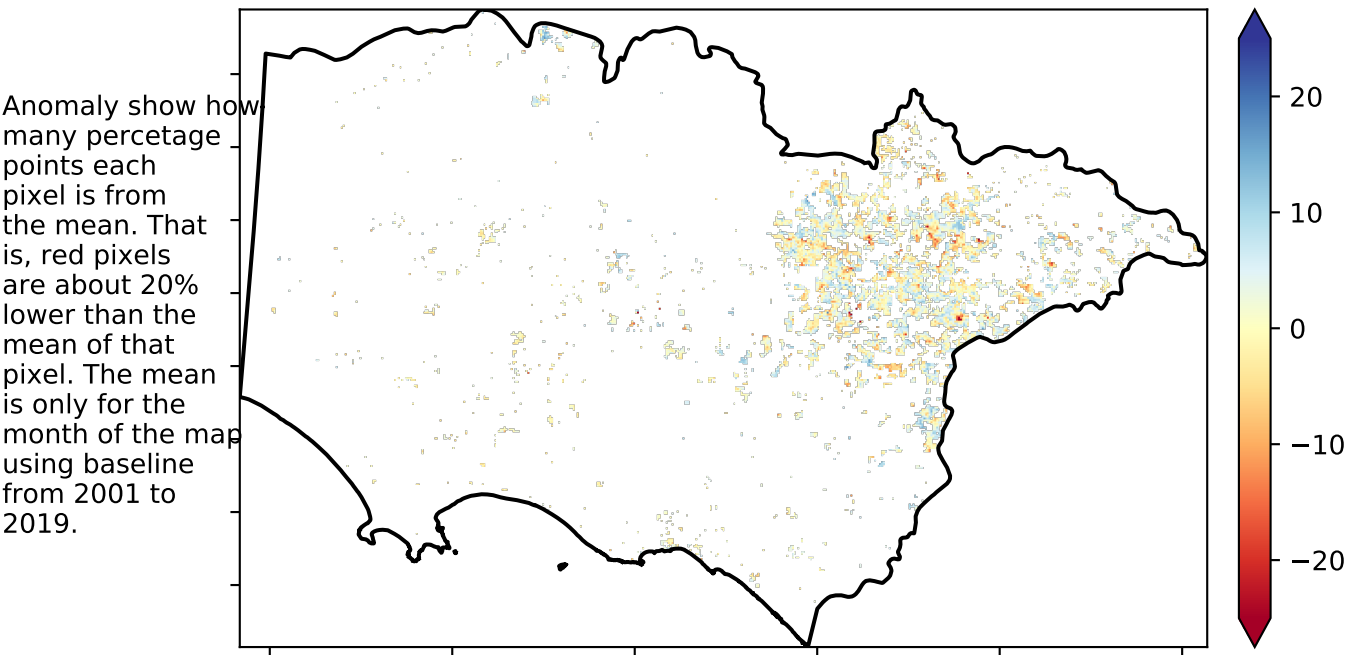 Anomaly show how
many percetage
points each
pixel is from
the mean. That
is, red pixels
are about 20%
lower than the
mean of that
pixel. The mean
is only for the
month of the map
using baseline
from 2001 to
2019.
20
10
0
−10
−20